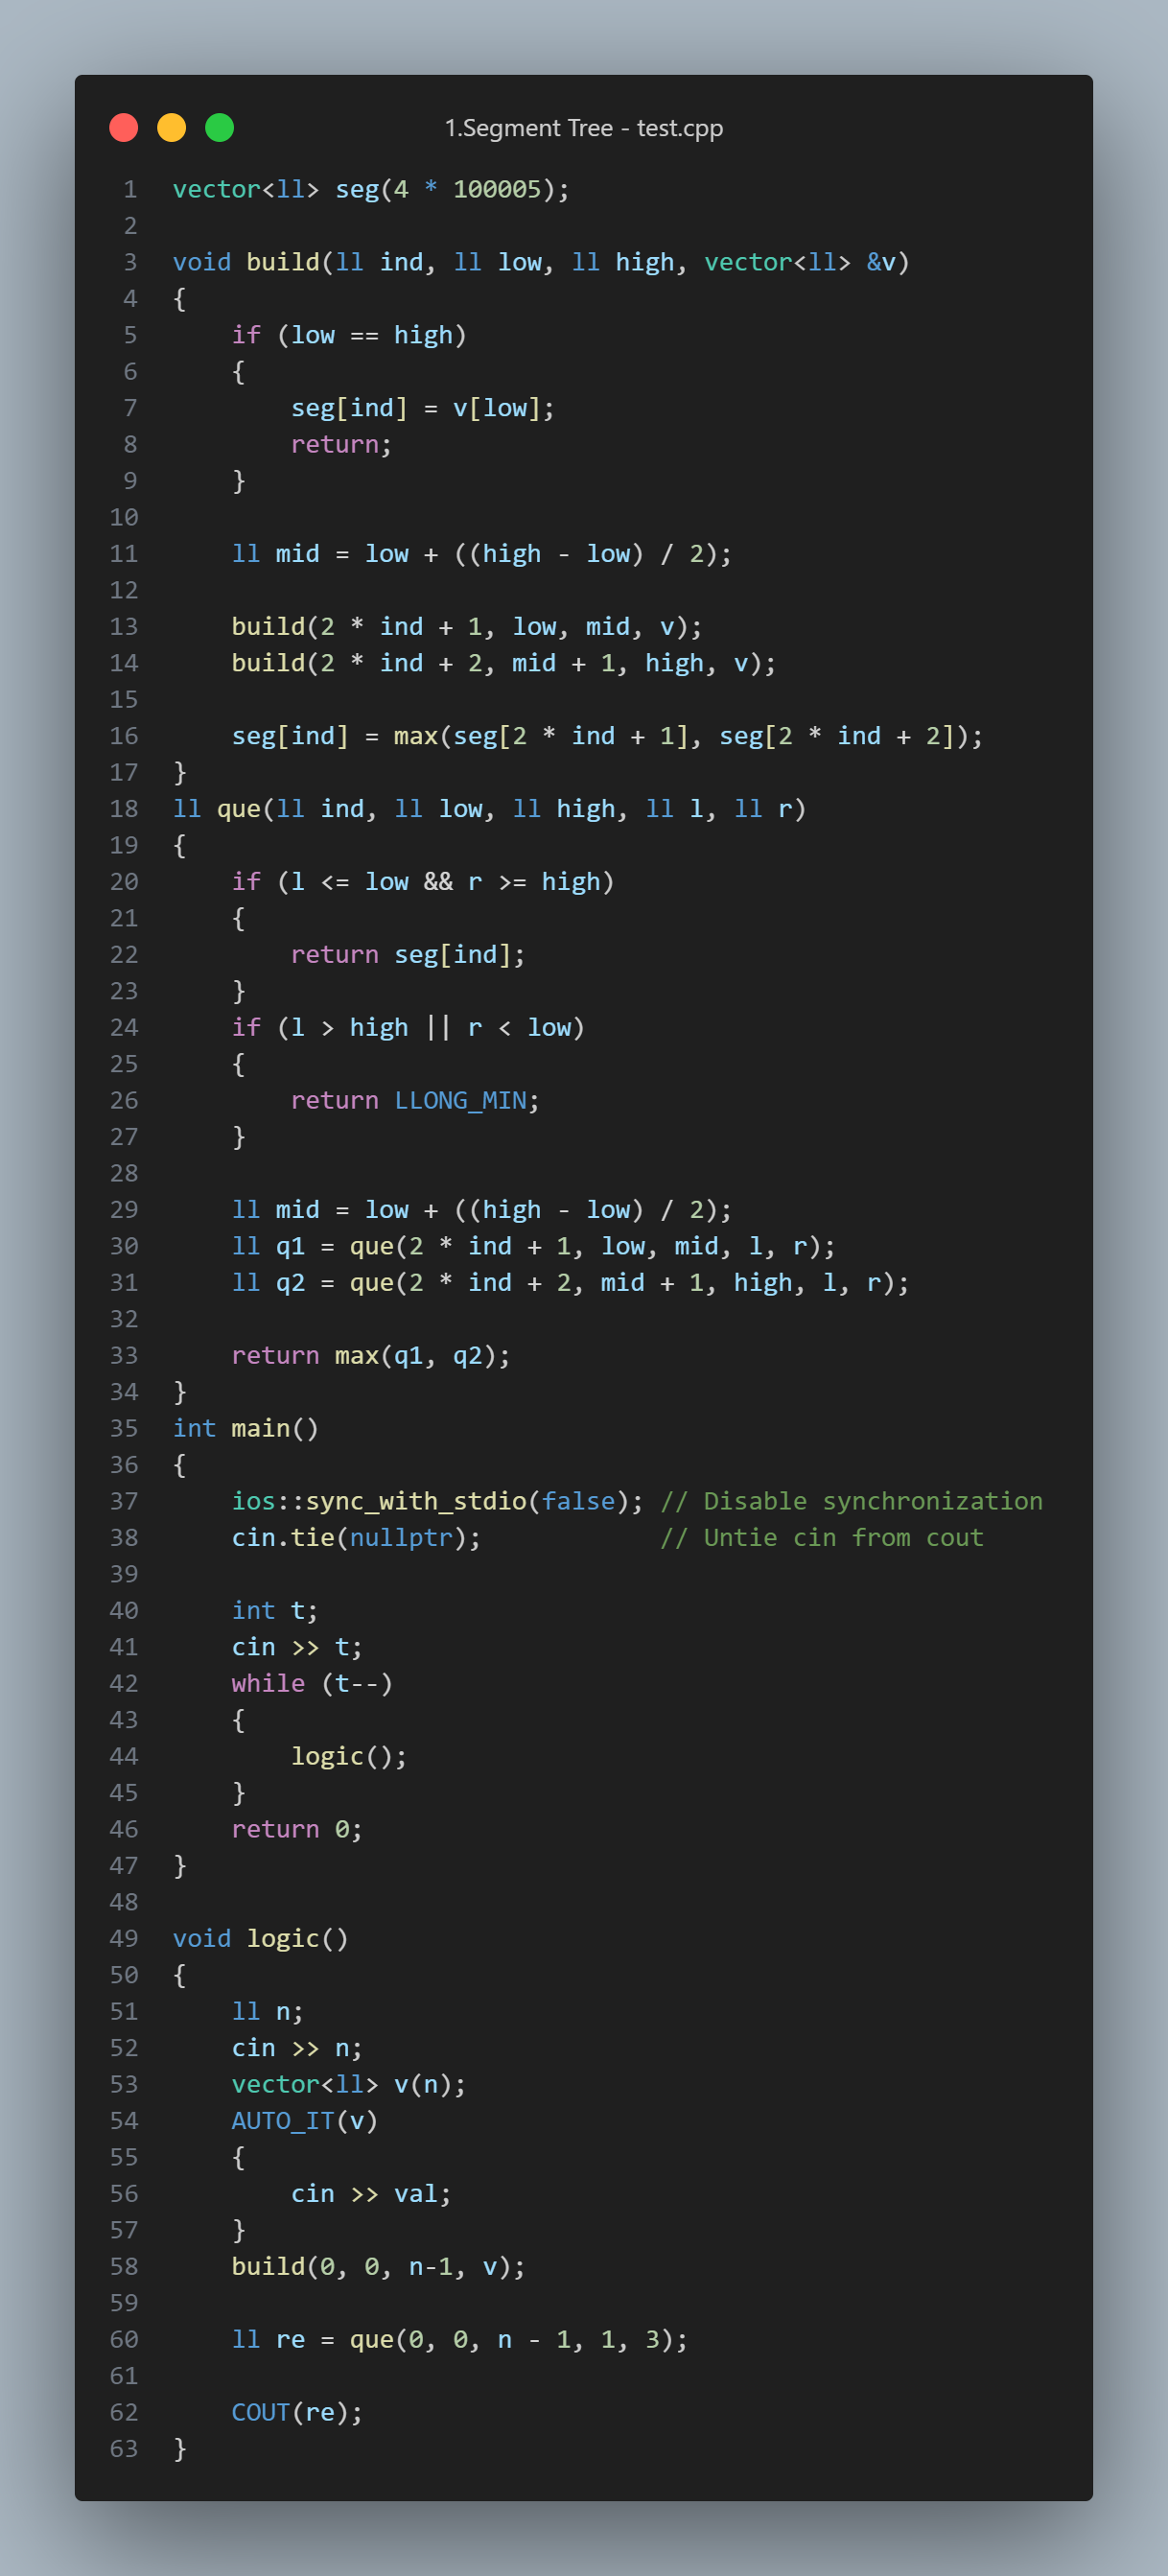 1.Segment Tree - test.cpp
1 vector<ll> seg(4 * 100005);
2
3 void build(ll ind, ll low, ll high, vector<ll> &v)
4 {
5     if (low == high)
6     {
7         seg[ind] = v[low];
8         return;
9     }
10
11     ll mid = low + ((high - low) / 2);
12
13     build(2 * ind + 1, low, mid, v);
14     build(2 * ind + 2, mid + 1, high, v);
15
16     seg[ind] = max(seg[2 * ind + 1], seg[2 * ind + 2]);
17 }
18 ll que(ll ind, ll low, ll high, ll l, ll r)
19 {
20     if (l <= low && r >= high)
21     {
22         return seg[ind];
23     }
24     if (l > high || r < low)
25     {
26         return LLONG_MIN;
27     }
28
29     ll mid = low + ((high - low) / 2);
30     ll q1 = que(2 * ind + 1, low, mid, l, r);
31     ll q2 = que(2 * ind + 2, mid + 1, high, l, r);
32
33     return max(q1, q2);
34 }
35 int main()
36 {
37     ios::sync_with_stdio(false); // Disable synchronization
38     cin.tie(nullptr);            // Untie cin from cout
39
40     int t;
41     cin >> t;
42     while (t--)
43     {
44         logic();
45     }
46     return 0;
47 }
48
49 void logic()
50 {
51     ll n;
52     cin >> n;
53     vector<ll> v(n);
54     AUTO_IT(v)
55     {
56         cin >> val;
57     }
58     build(0, 0, n-1, v);
59
60     ll re = que(0, 0, n - 1, 1, 3);
61
62     COUT(re);
63 }